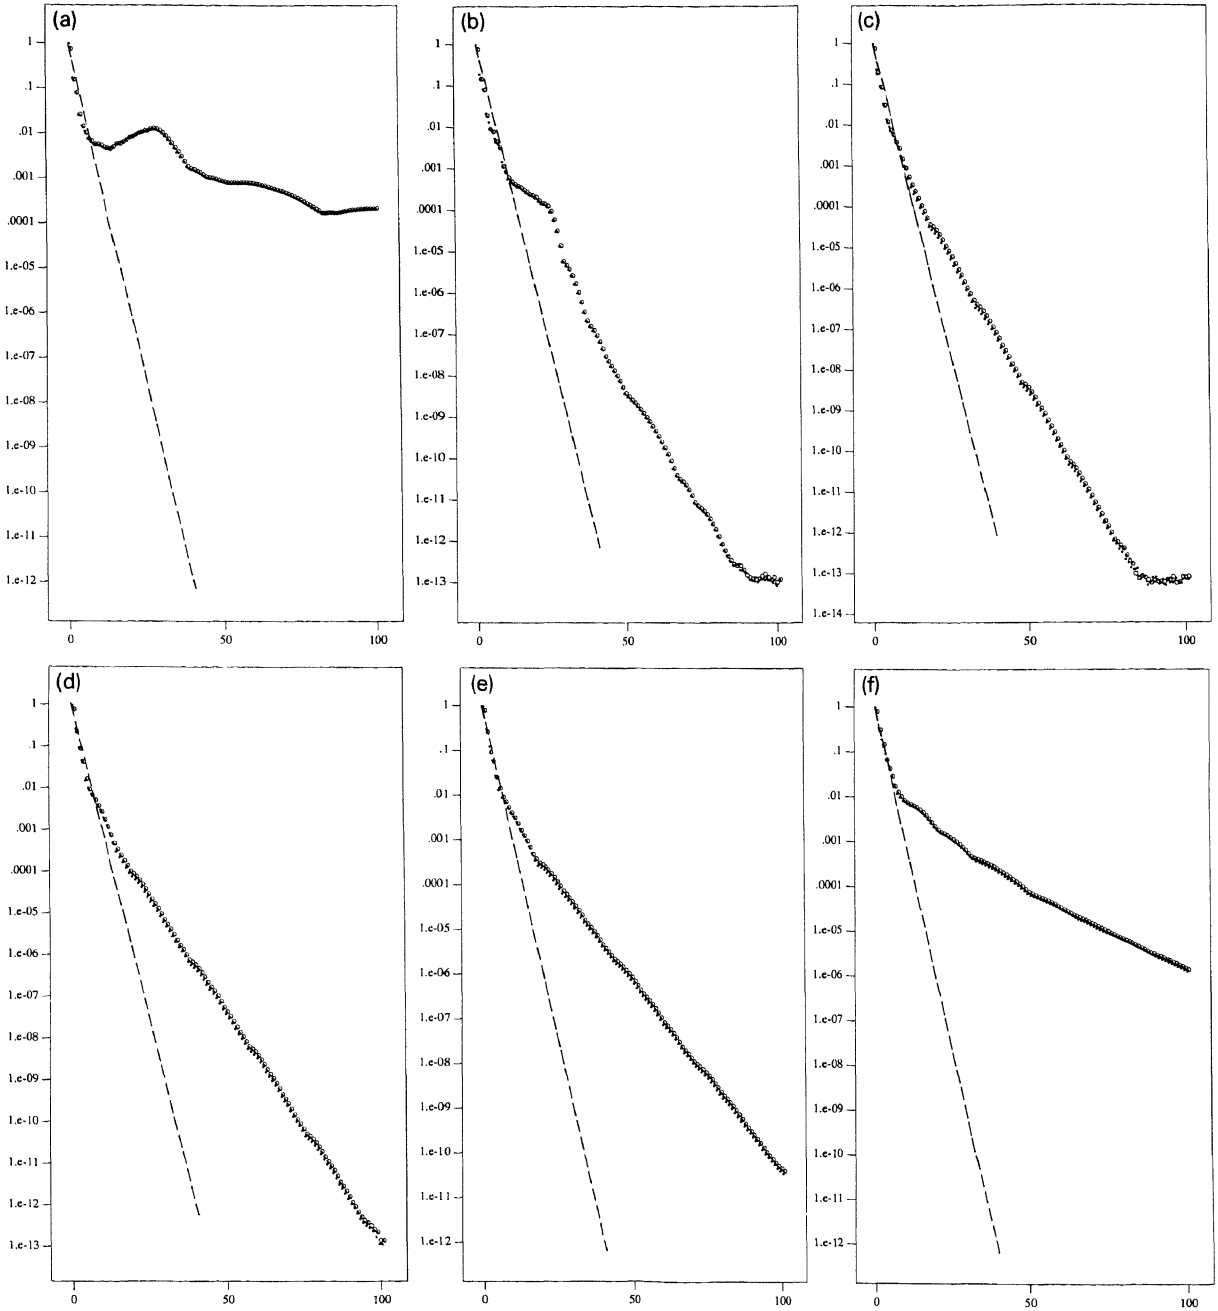 (a)
1
.1
.01
.001
.0001
1.e-05
1.e-06
1.e-07
1.e-08
1.e-09
1.e-10
1.e-11
1.e-12
0 50 100
(b)
1
.1
.01
.001
.0001
1.e-05
1.e-06
1.e-07
1.e-08
1.e-09
1.e-10
1.e-11
1.e-12
1.e-13
0 50 100
(c)
1
.1
.01
.001
.0001
1.e-05
1.e-06
1.e-07
1.e-08
1.e-09
1.e-10
1.e-11
1.e-12
1.e-13
1.e-14
0 50 100
(d)
1
.1
.01
.001
.0001
1.e-05
1.e-06
1.e-07
1.e-08
1.e-09
1.e-10
1.e-11
1.e-12
1.e-13
0 50 100
(e)
1
.1
.01
.001
.0001
1.e-05
1.e-06
1.e-07
1.e-08
1.e-09
1.e-10
1.e-11
1.e-12
0 50 100
(f)
1
.1
.01
.001
.0001
1.e-05
1.e-06
1.e-07
1.e-08
1.e-09
1.e-10
1.e-11
1.e-12
0 50 100